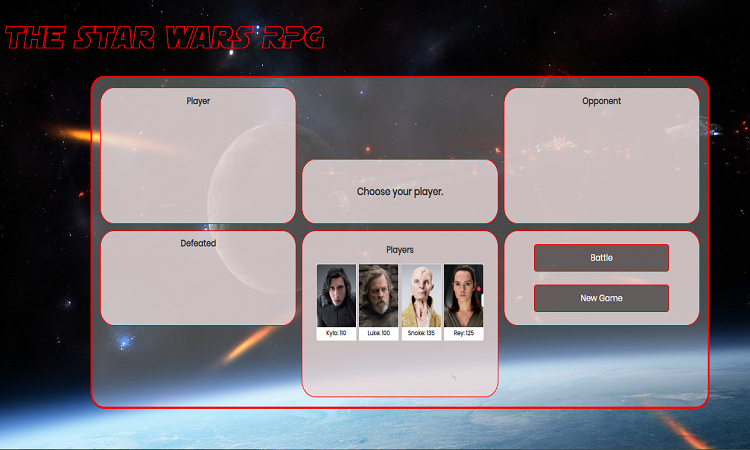 THE STAR WARS RPG
Player
Opponent
Choose your player.
Defeated
Players
Battle
New Game
Kylo: 110
Luke: 100
Snoke: 135
Rey: 125